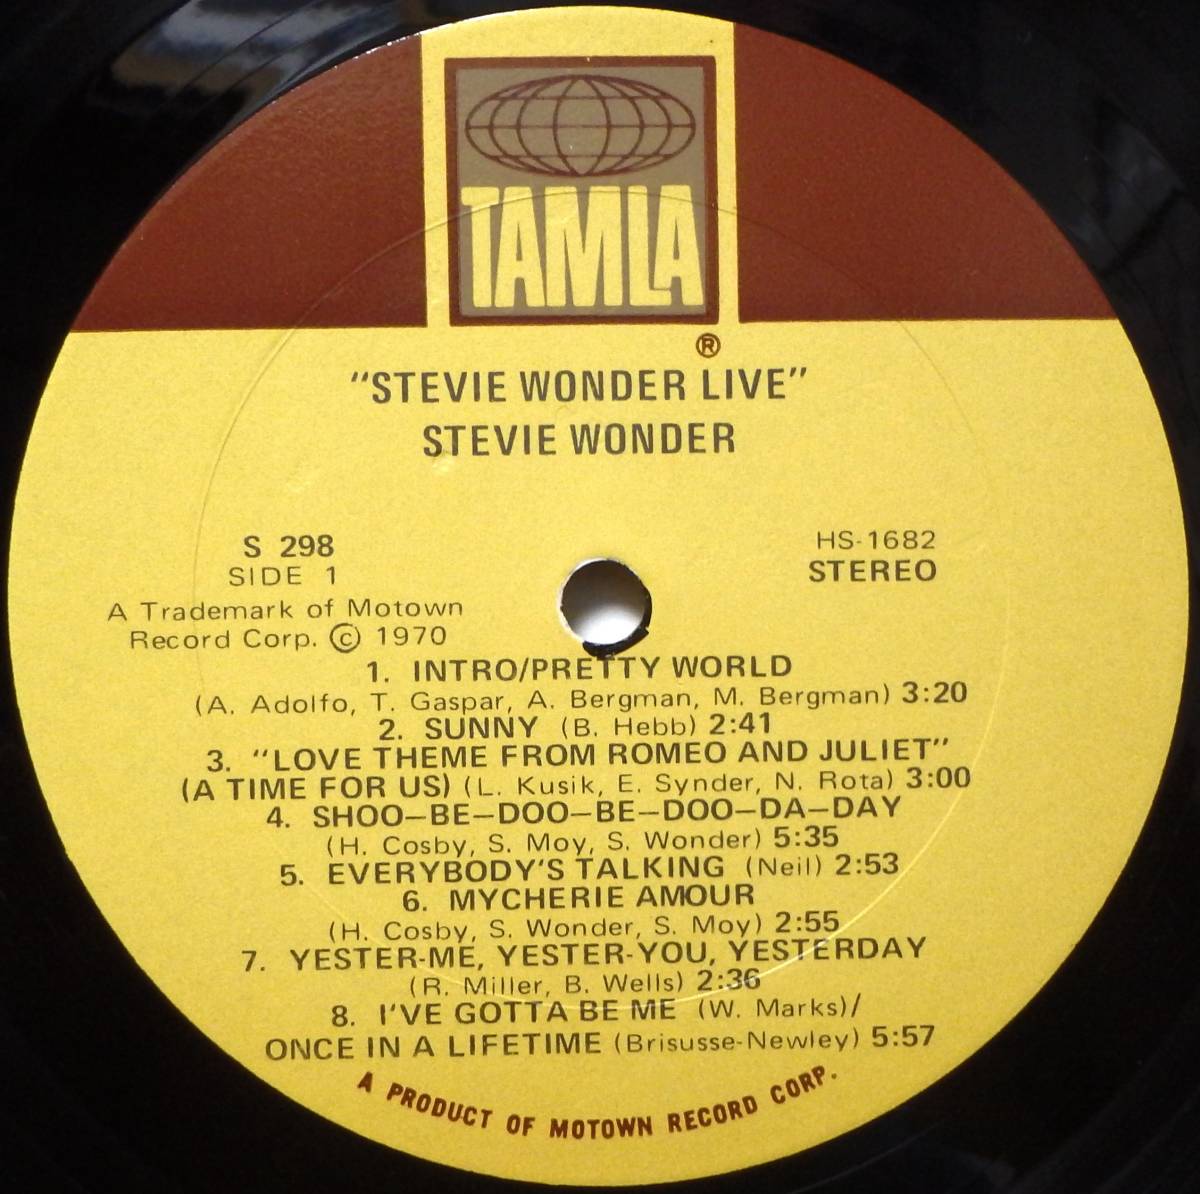 TAMLA
®
"STEVIE WONDER LIVE"
STEVIE WONDER
S 298
SIDE 1
A Trademark of Motown
Record Corp. © 1970
HS-1682
STEREO
1. INTRO/PRETTY WORLD
(A. Adolfo, T. Gaspar, A. Bergman, M. Bergman) 3:20
2. SUNNY (B. Hebb) 2:41
3. "LOVE THEME FROM ROMEO AND JULIET"
(A TIME FOR US) (L. Kusik, E. Synder, N. Rota) 3:00
4. SHOO—BE—DOO—BE—DOO—DA—DAY
(H. Cosby, S. Moy, S. Wonder) 5:35
5. EVERYBODY'S TALKING (Neil) 2:53
6. MYCHERIE AMOUR
(H. Cosby, S. Wonder, S. Moy) 2:55
7. YESTER-ME, YESTER-YOU, YESTERDAY
(R. Miller, B. Wells) 2:36
8. I'VE GOTTA BE ME (W. Marks)/
ONCE IN A LIFETIME (Brisusse-Newley) 5:57
A PRODUCT OF MOTOWN RECORD CORP.